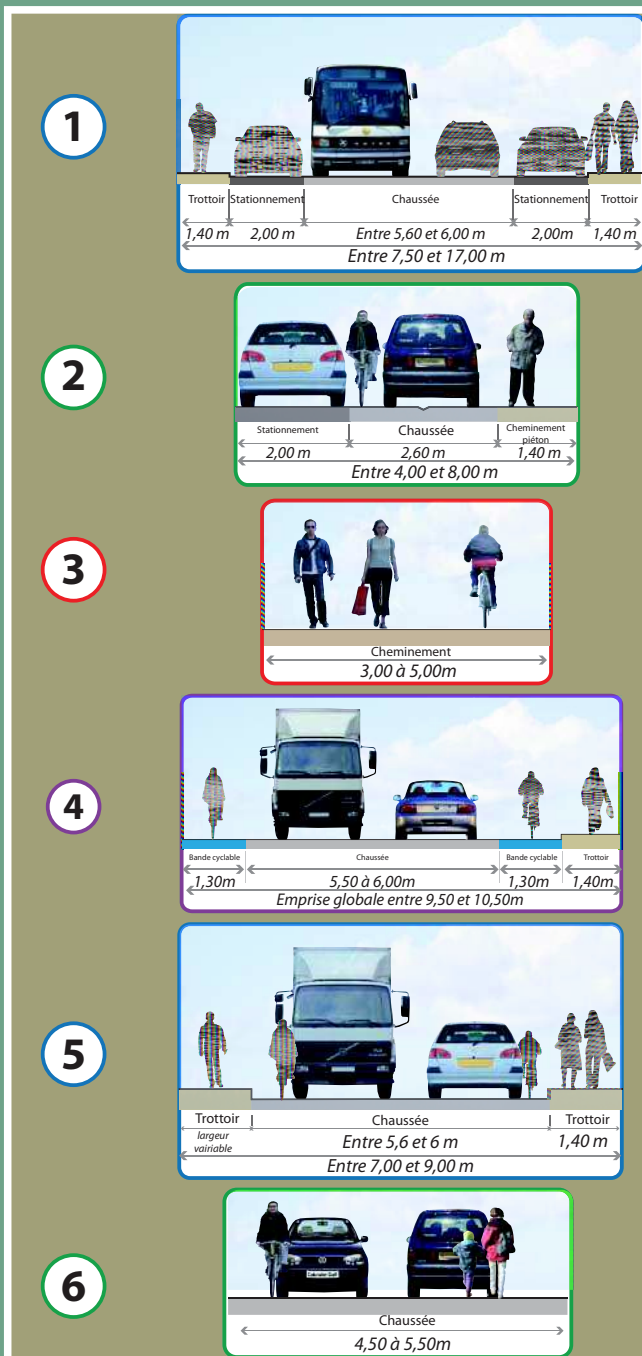 1
Trottoir Stationnement Chaussée Stationnement Trottoir
1,40 m 2,00 m Entre 5,60 et 6,00 m 2,00m 1,40 m
Entre 7,50 et 17,00 m
2
Stationnement Chaussée Cheminement
piéton
2,00 m 2,60 m 1,40 m
Entre 4,00 et 8,00 m
3
Cheminement
3,00 à 5,00m
4
Bande cyclable Chaussée Bande cyclable Trottoir
1,30m 5,50 à 6,00m 1,30m 1,40m
Emprise globale entre 9,50 et 10,50m
5
Trottoir Chaussée Trottoir
largeur
vairiable Entre 5,6 et 6 m 1,40 m
Entre 7,00 et 9,00 m
6
Chaussée
4,50 à 5,50m